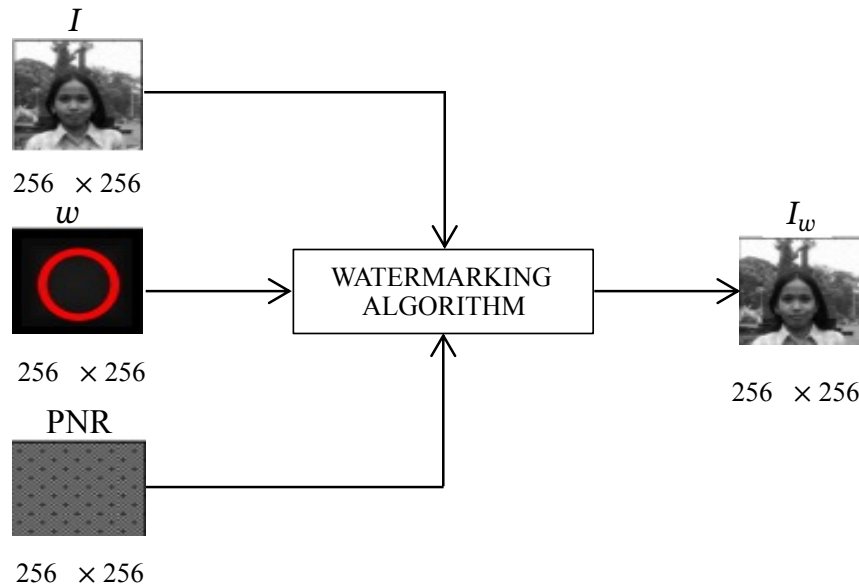 I
256 × 256
w
256 × 256
PNR
256 × 256
WATERMARKING
ALGORITHM
I_w
256 × 256